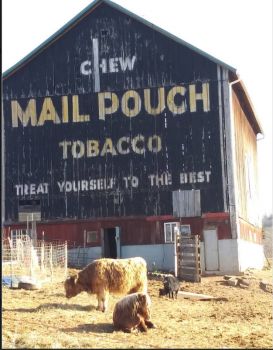 CHEW
MAIL POUCH
TOBACCO
TREAT YOURSELF TO THE BEST